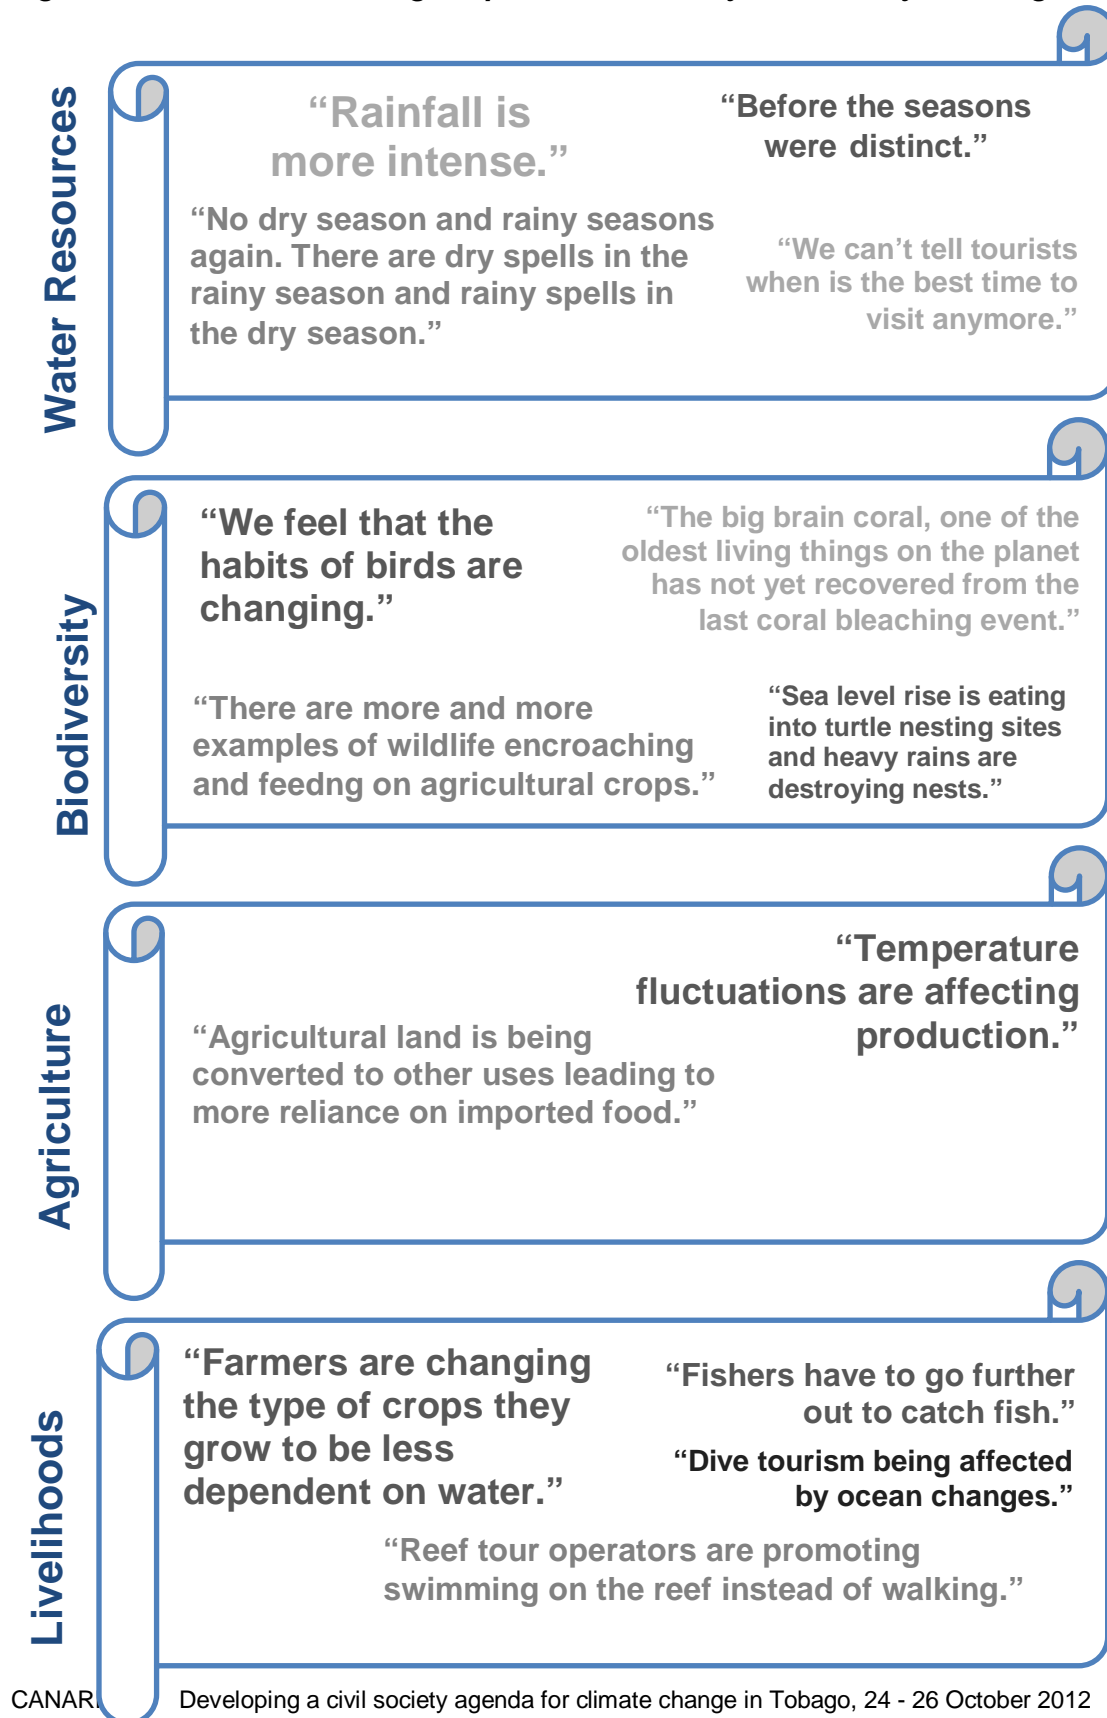 Water Resources
“Rainfall is
more intense.”
“Before the seasons
were distinct.”
“No dry season and rainy seasons
again. There are dry spells in the
rainy season and rainy spells in
the dry season.”
“We can’t tell tourists
when is the best time to
visit anymore.”
Biodiversity
“We feel that the
habits of birds are
changing.”
“The big brain coral, one of the
oldest living things on the planet
has not yet recovered from the
last coral bleaching event.”
“There are more and more
examples of wildlife encroaching
and feedng on agricultural crops.”
“Sea level rise is eating
into turtle nesting sites
and heavy rains are
destroying nests.”
Agriculture
“Temperature
fluctuations are affecting
production.”
“Agricultural land is being
converted to other uses leading to
more reliance on imported food.”
Livelihoods
“Farmers are changing
the type of crops they
grow to be less
dependent on water.”
“Fishers have to go further
out to catch fish.”
“Dive tourism being affected
by ocean changes.”
“Reef tour operators are promoting
swimming on the reef instead of walking.”
CANAR Developing a civil society agenda for climate change in Tobago, 24 - 26 October 2012